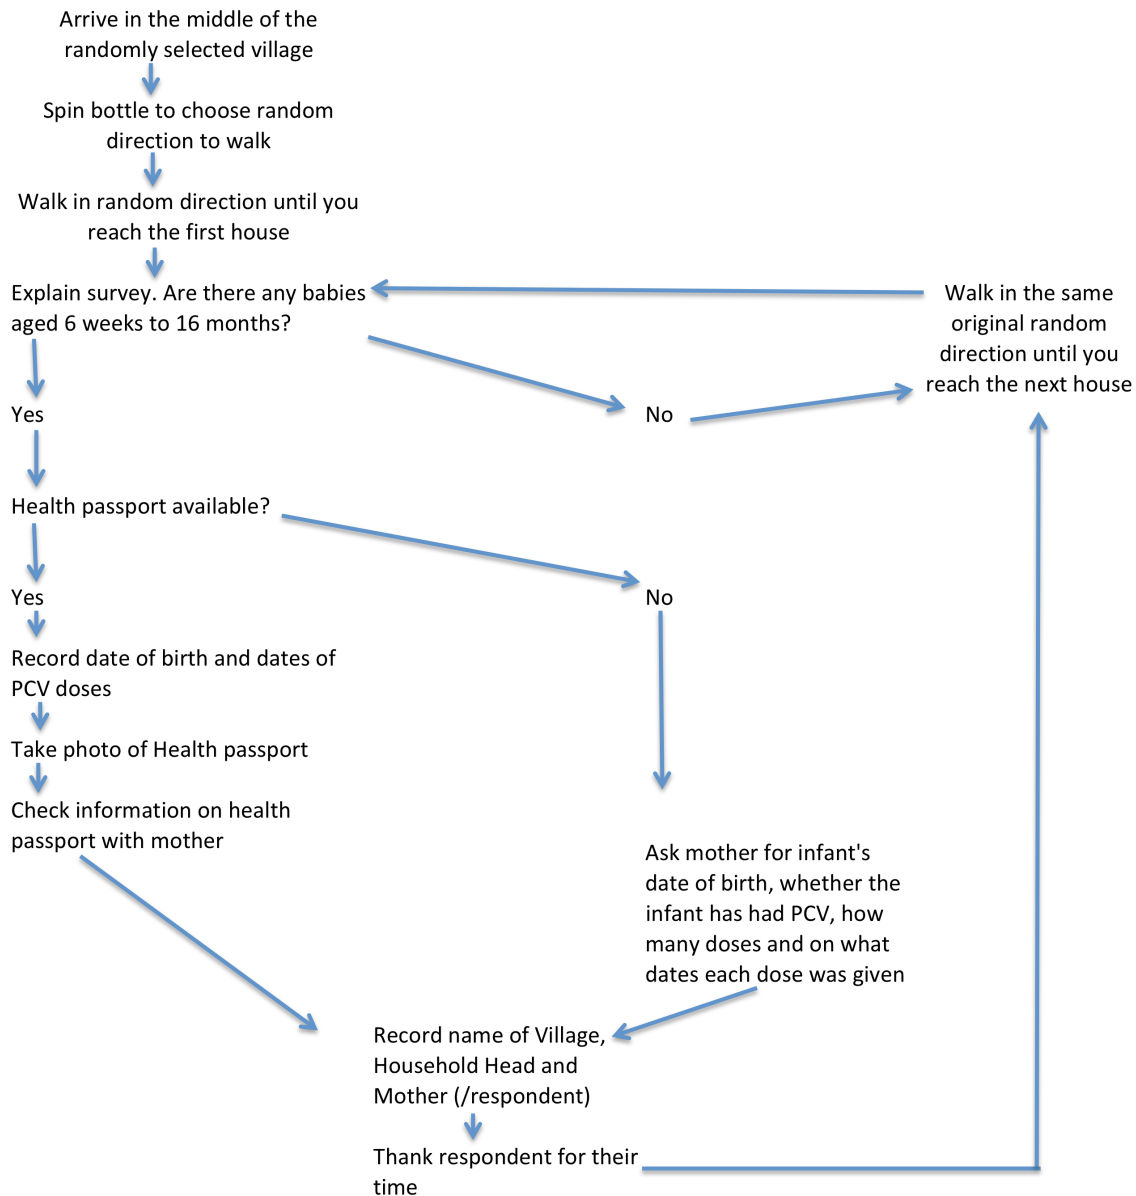 Arrive in the middle of the
randomly selected village
Spin bottle to choose random
direction to walk
Walk in random direction until you
reach the first house
Explain survey. Are there any babies
aged 6 weeks to 16 months?
Walk in the same
original random
direction until you
reach the next house
Yes
No
Health passport available?
Yes
No
Record date of birth and dates of
PCV doses
Take photo of Health passport
Check information on health
passport with mother
Ask mother for infant's
date of birth, whether the
infant has had PCV, how
many doses and on what
dates each dose was given
Record name of Village,
Household Head and
Mother (/respondent)
Thank respondent for their
time